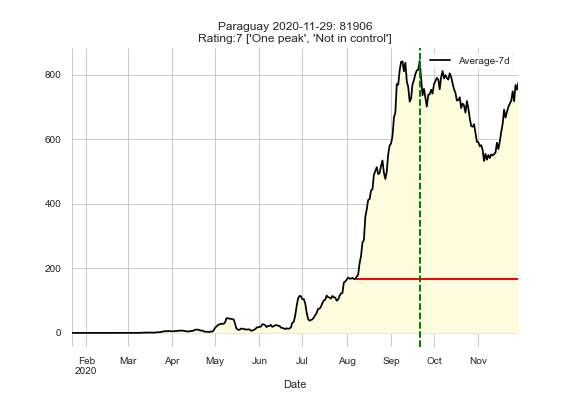 Paraguay 2020-11-29: 81906
Rating:7 ['One peak', 'Not in control']
Average-7d
800
600
400
200
0
Feb Mar Apr May Jun Jul Aug Sep Oct Nov
2020
Date